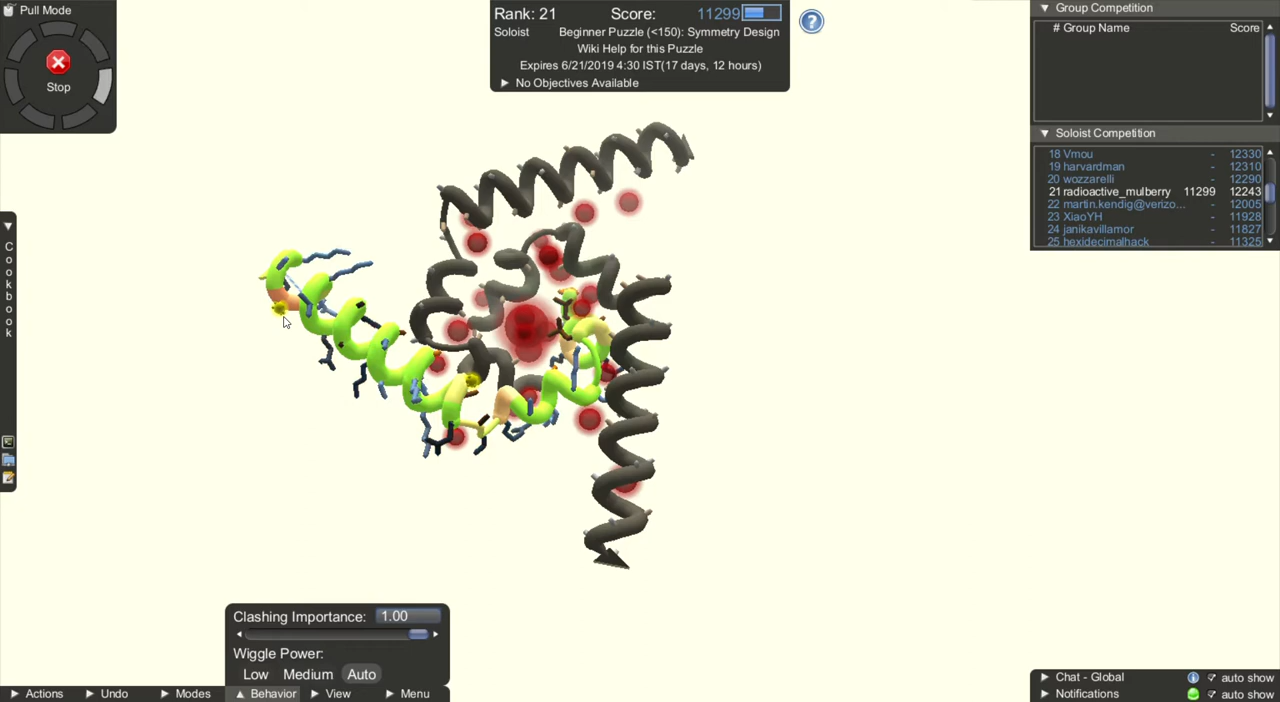 Pull Mode
Stop
Rank: 21 Score: 11299
Soloist Beginner Puzzle (<150): Symmetry Design
Wiki Help for this Puzzle
Expires 6/21/2019 4:30 IST(17 days, 12 hours)
No Objectives Available
?
Group Competition
# Group Name Score
Soloist Competition
18 Vmou - 12330
19 harvardman - 12310
20 wozzarelli - 12290
21 radioactive_mulberry 11299 12243
22 martin.kendig@verizo... - 12005
23 XiaoYH - 11928
24 janikavillamor - 11827
25 hexidecimalhack - 11325
Cookbook
Clashing Importance: 1.00
Wiggle Power:
Low Medium Auto
Actions Undo Modes Behavior View Menu
Chat - Global auto show
Notifications auto show